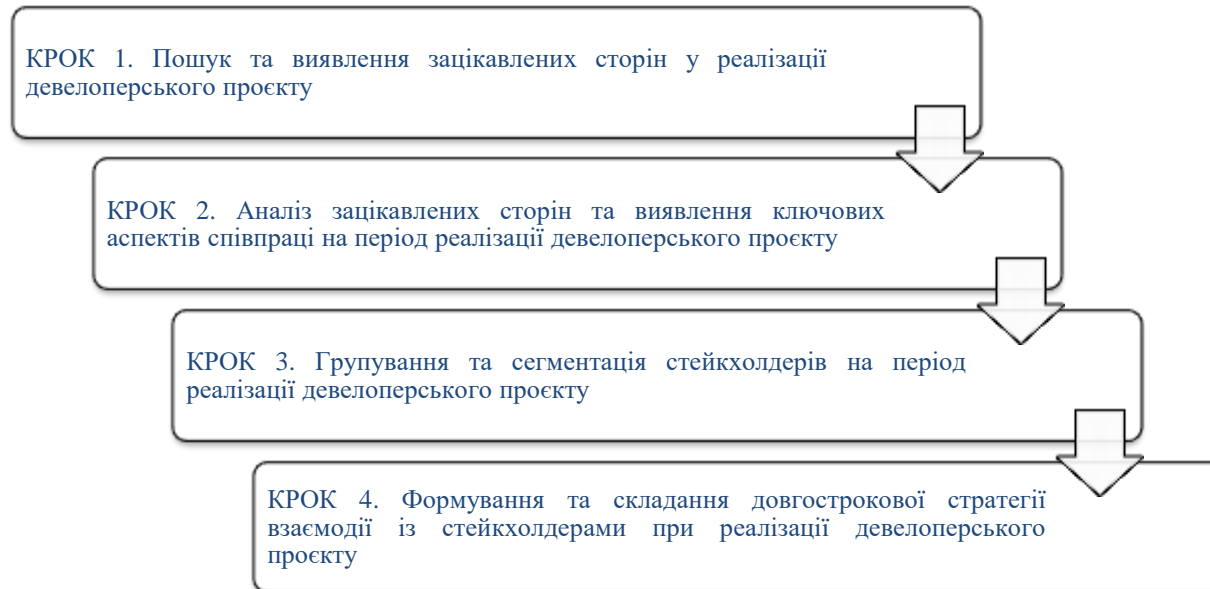 КРОК 1. Пошук та виявлення зацікавлених сторін у реалізації
девелоперського проєкту
КРОК 2. Аналіз зацікавлених сторін та виявлення ключових
аспектів співпраці на період реалізації девелоперського проєкту
КРОК 3. Групування та сегментація стейкхолдерів на період
реалізації девелоперського проєкту
КРОК 4. Формування та складання довгострокової стратегії
взаємодії із стейкхолдерами при реалізації девелоперського
проєкту